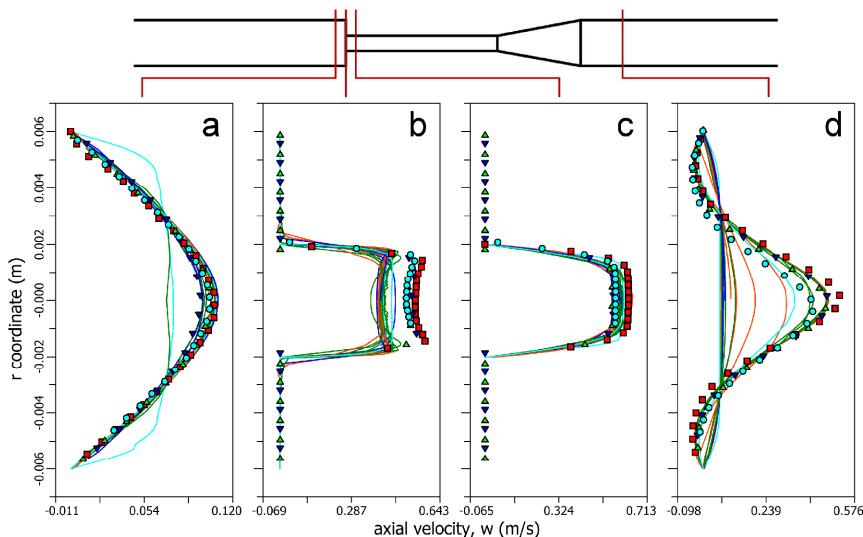 a
b
c
d
r coordinate (m)
0.006
0.004
0.002
-0.000
-0.002
-0.004
-0.006
-0.011 0.054 0.120
-0.069 0.287 0.643
-0.065 0.324 0.713
-0.098 0.239 0.576
axial velocity, w (m/s)